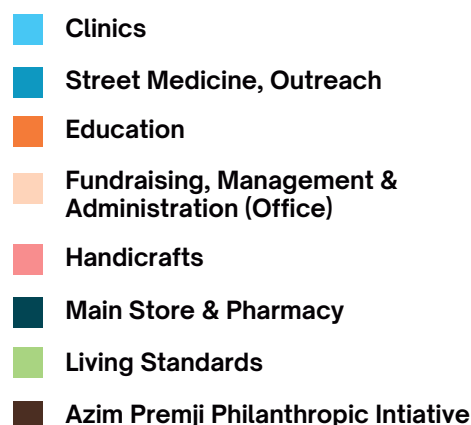 Clinics
Street Medicine, Outreach
Education
Fundraising, Management &
Administration (Office)
Handicrafts
Main Store & Pharmacy
Living Standards
Azim Premji Philanthropic Intiative